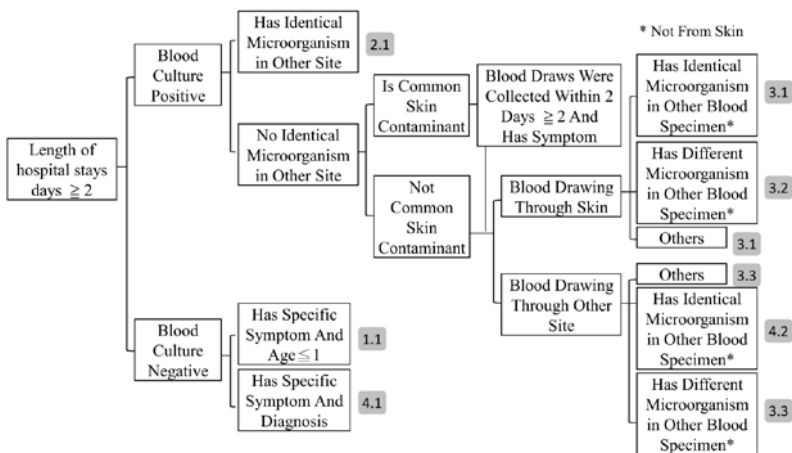 * Not From Skin
Length of
hospital stays
days ≧ 2
Blood
Culture
Positive
Has Identical
Microorganism
in Other Site
2.1
No Identical
Microorganism
in Other Site
Is Common
Skin
Contaminant
Blood Draws Were
Collected Within 2
Days ≧ 2 And
Has Symptom
Not
Common
Skin
Contaminant
Blood Drawing
Through Skin
Has Identical
Microorganism
in Other Blood
Specimen*
3.1
Has Different
Microorganism
in Other Blood
Specimen*
3.2
Others
3.1
Blood Drawing
Through Other
Site
Others
3.3
Has Identical
Microorganism
in Other Blood
Specimen*
4.2
Has Different
Microorganism
in Other Blood
Specimen*
3.3
Blood
Culture
Negative
Has Specific
Symptom And
Age≦1
1.1
Has Specific
Symptom And
Diagnosis
4.1